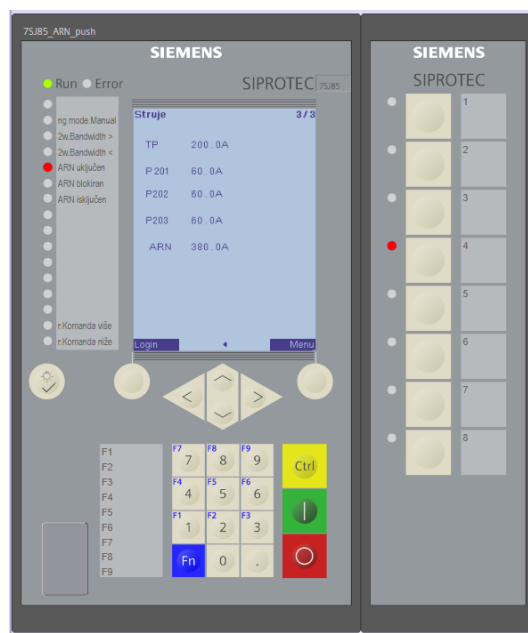 7SJ85_ARN_push
SIEMENS
Run
Error
SIPROTEC
7SJ85
ng mode.Manual
2w.Bandwidth >
2w.Bandwidth <
ARN uključen
ARN blokiran
ARN isključen
r.Komanda više
r.Komanda niže
Struje 3/3
TP 200.0A
P201 60.0A
P202 60.0A
P203 60.0A
ARN 380.0A
Login
Menu
F1
F2
F3
F4
F5
F6
F7
F8
F9
F7 7 F8 8 F9 9 Ctrl
F4 4 F5 5 F6 6
F1 1 F2 2 F3 3
Fn 0 .
SIEMENS
SIPROTEC
1
2
3
4
5
6
7
8